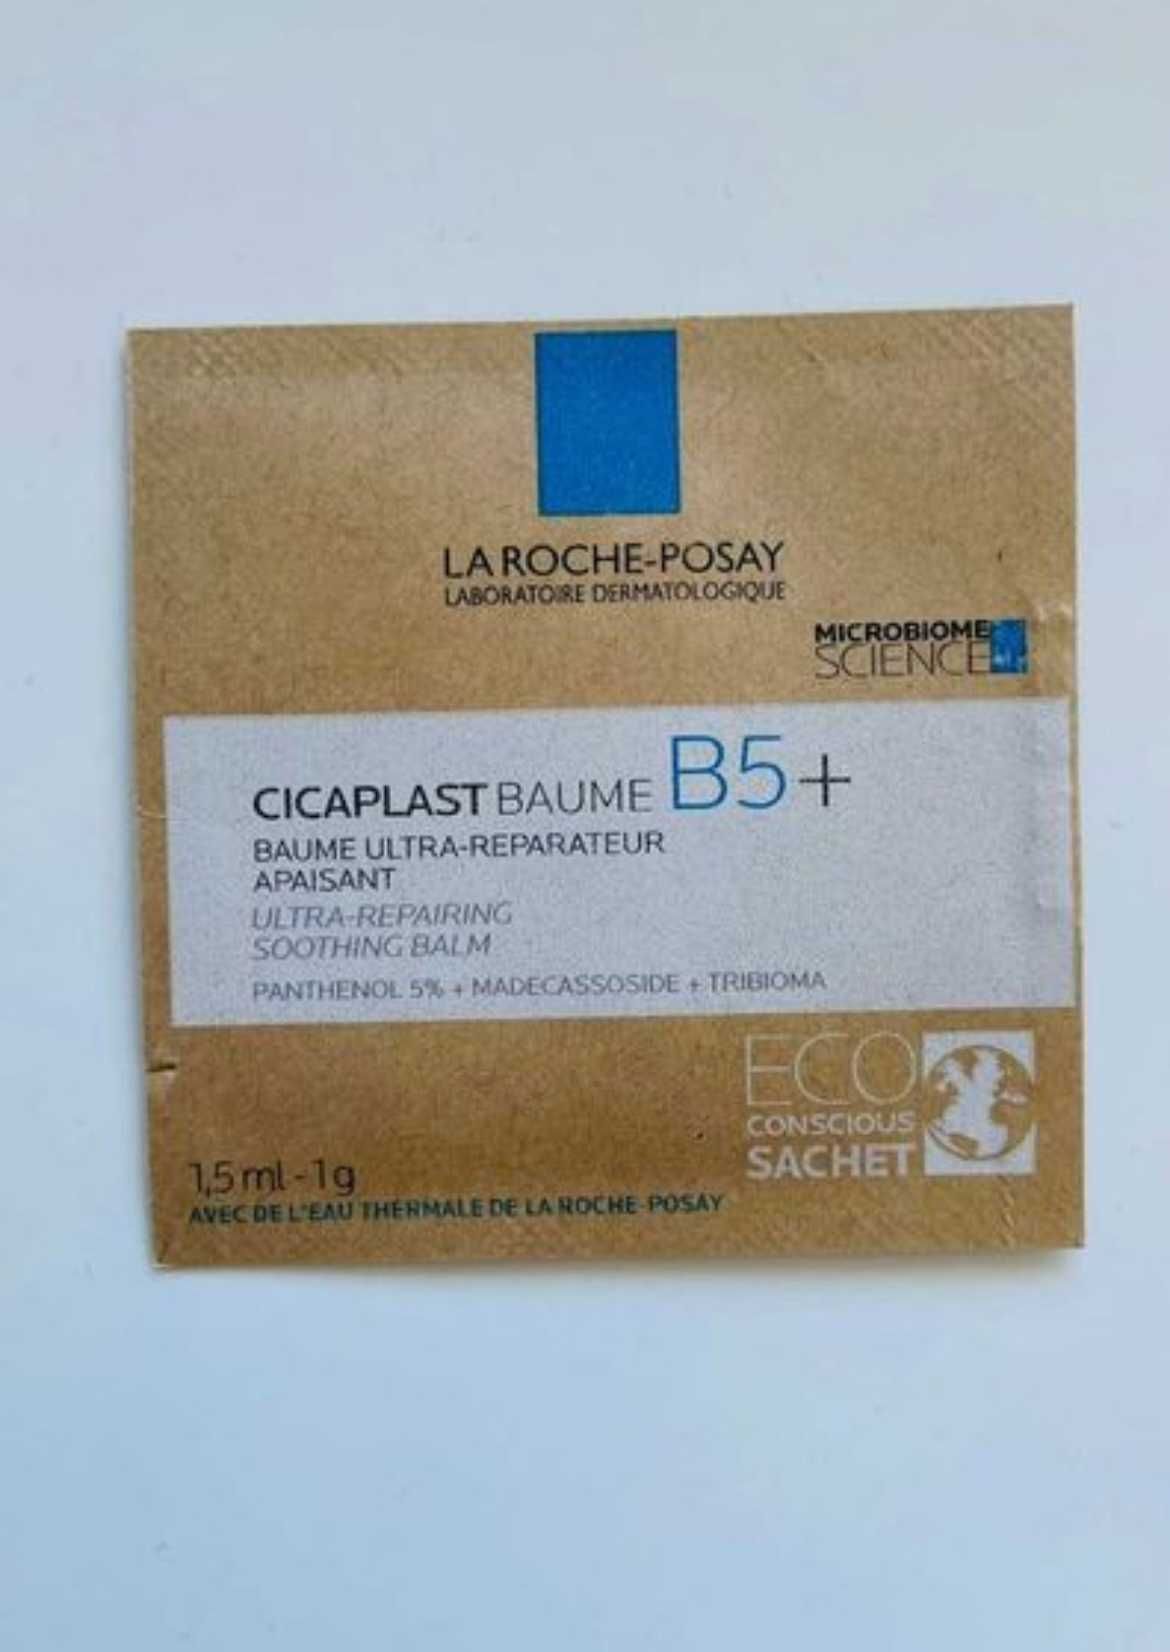 LA ROCHE-POSAY
LABORATOIRE DERMATOLOGIQUE
MICROBIOME
SCIENCE
CICAPLAST BAUME B5+
BAUME ULTRA-REPARATEUR
APAISANT
ULTRA-REPAIRING
SOOTHING BALM
PANTHENOL 5% + MADECASSOSIDE + TRIBIOMA
ECO
CONSCIOUS
SACHET
1,5 ml - 1 g
AVEC DE L'EAU THERMALE DE LA ROCHE-POSAY